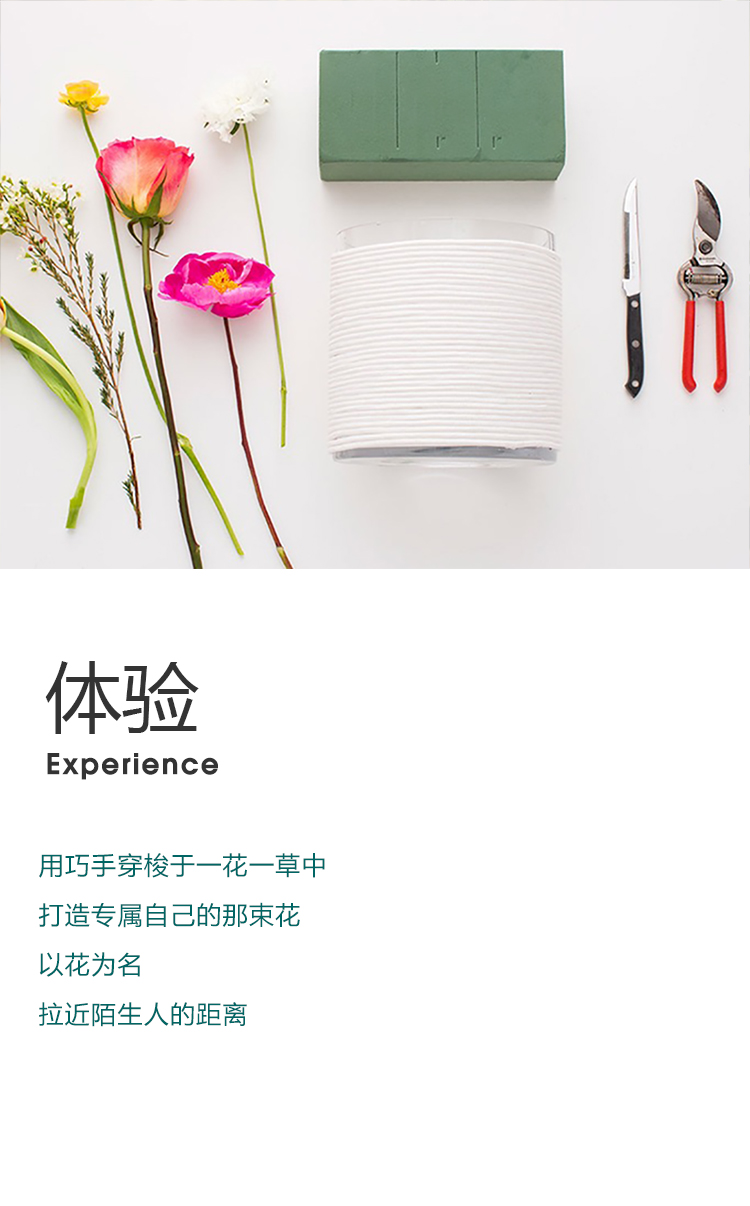 体验
Experience
用巧手穿梭于一花一草中
打造专属自己的那束花
以花为名
拉近陌生人的距离